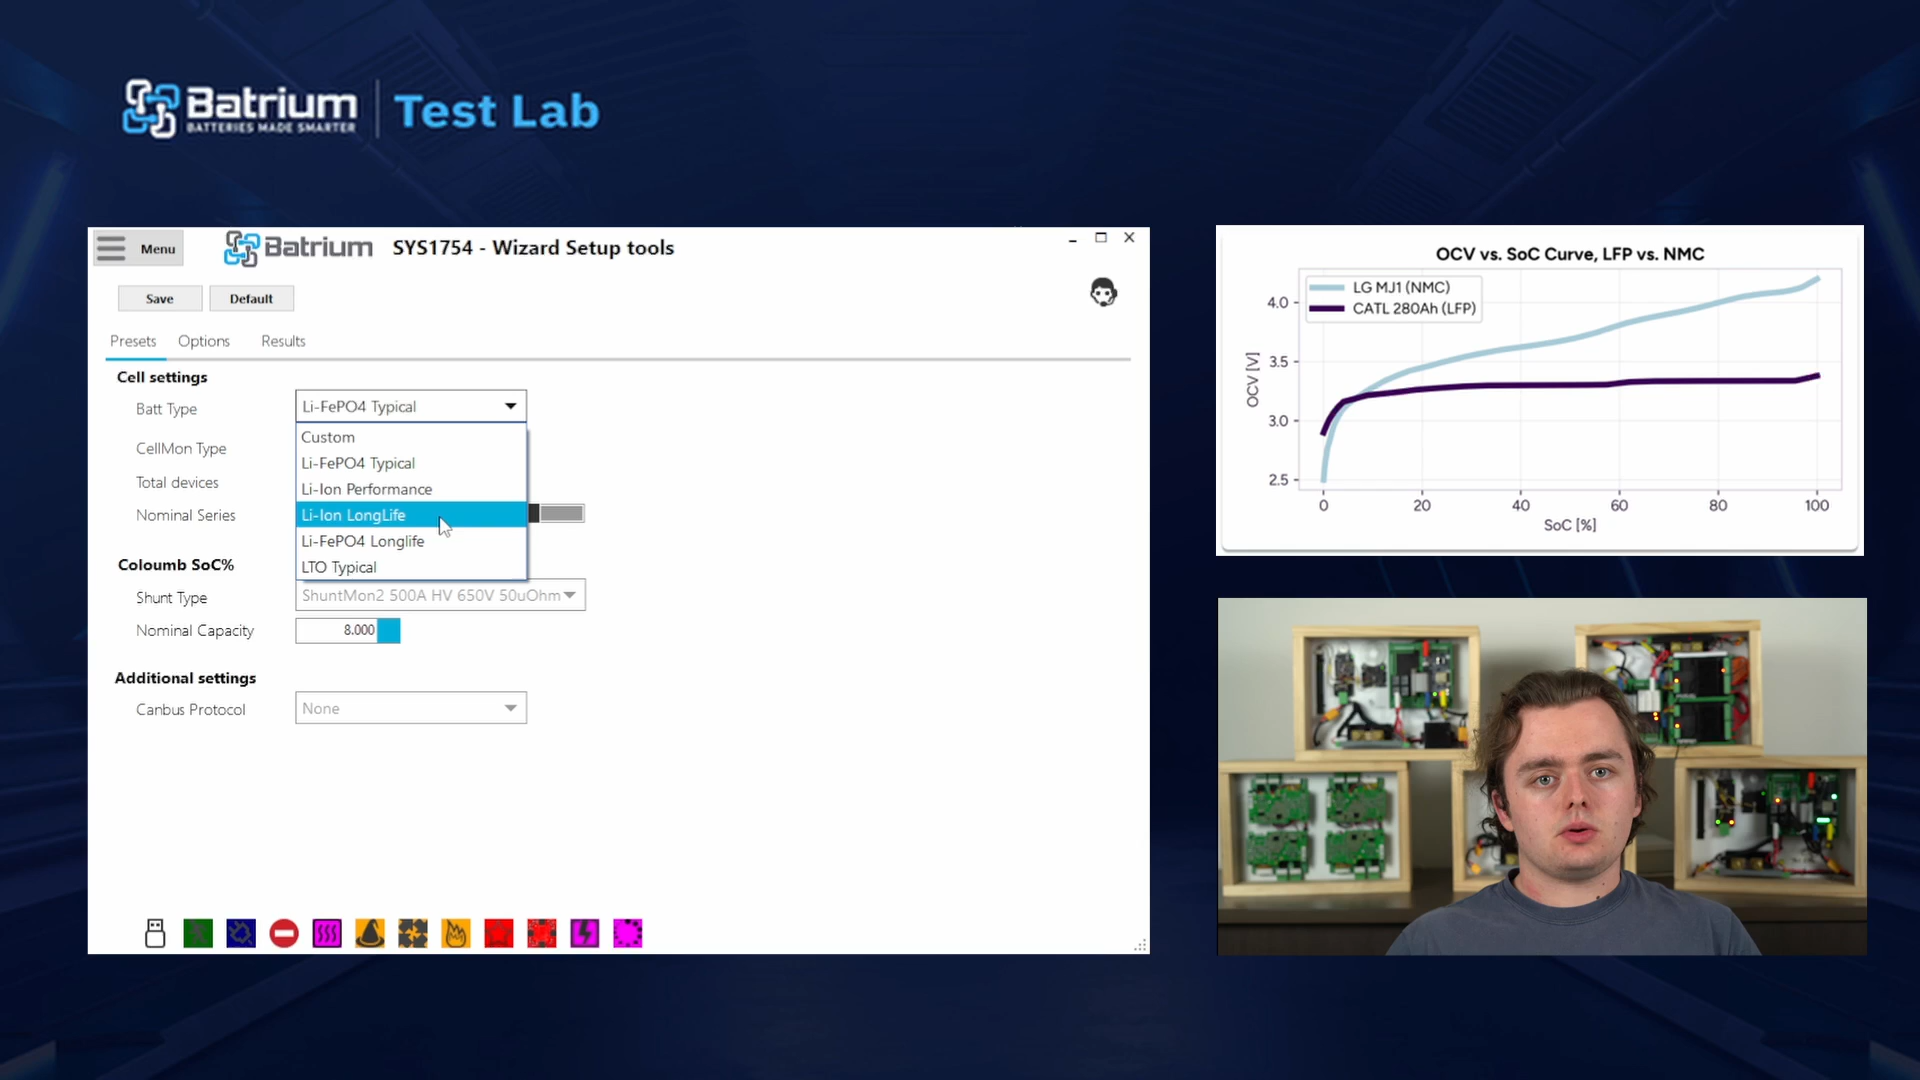 Batrium
BATTERIES MADE SMARTER
Test Lab
Menu
Batrium
SYS1754 - Wizard Setup tools
Save
Default
Presets
Options
Results
Cell settings
Batt Type
Li-FePO4 Typical
Custom
Li-FePO4 Typical
Li-Ion Performance
Li-Ion LongLife
Li-FePO4 Longlife
LTO Typical
CellMon Type
Total devices
Nominal Series
Coloumb SoC%
Shunt Type
ShuntMon2 500A HV 650V 50uOhm
Nominal Capacity
8.000
Additional settings
Canbus Protocol
None
OCV vs. SoC Curve, LFP vs. NMC
LG MJ1 (NMC)
CATL 280Ah (LFP)
OCV [V]
4.0
3.5
3.0
2.5
0 20 40 60 80 100
SoC [%]